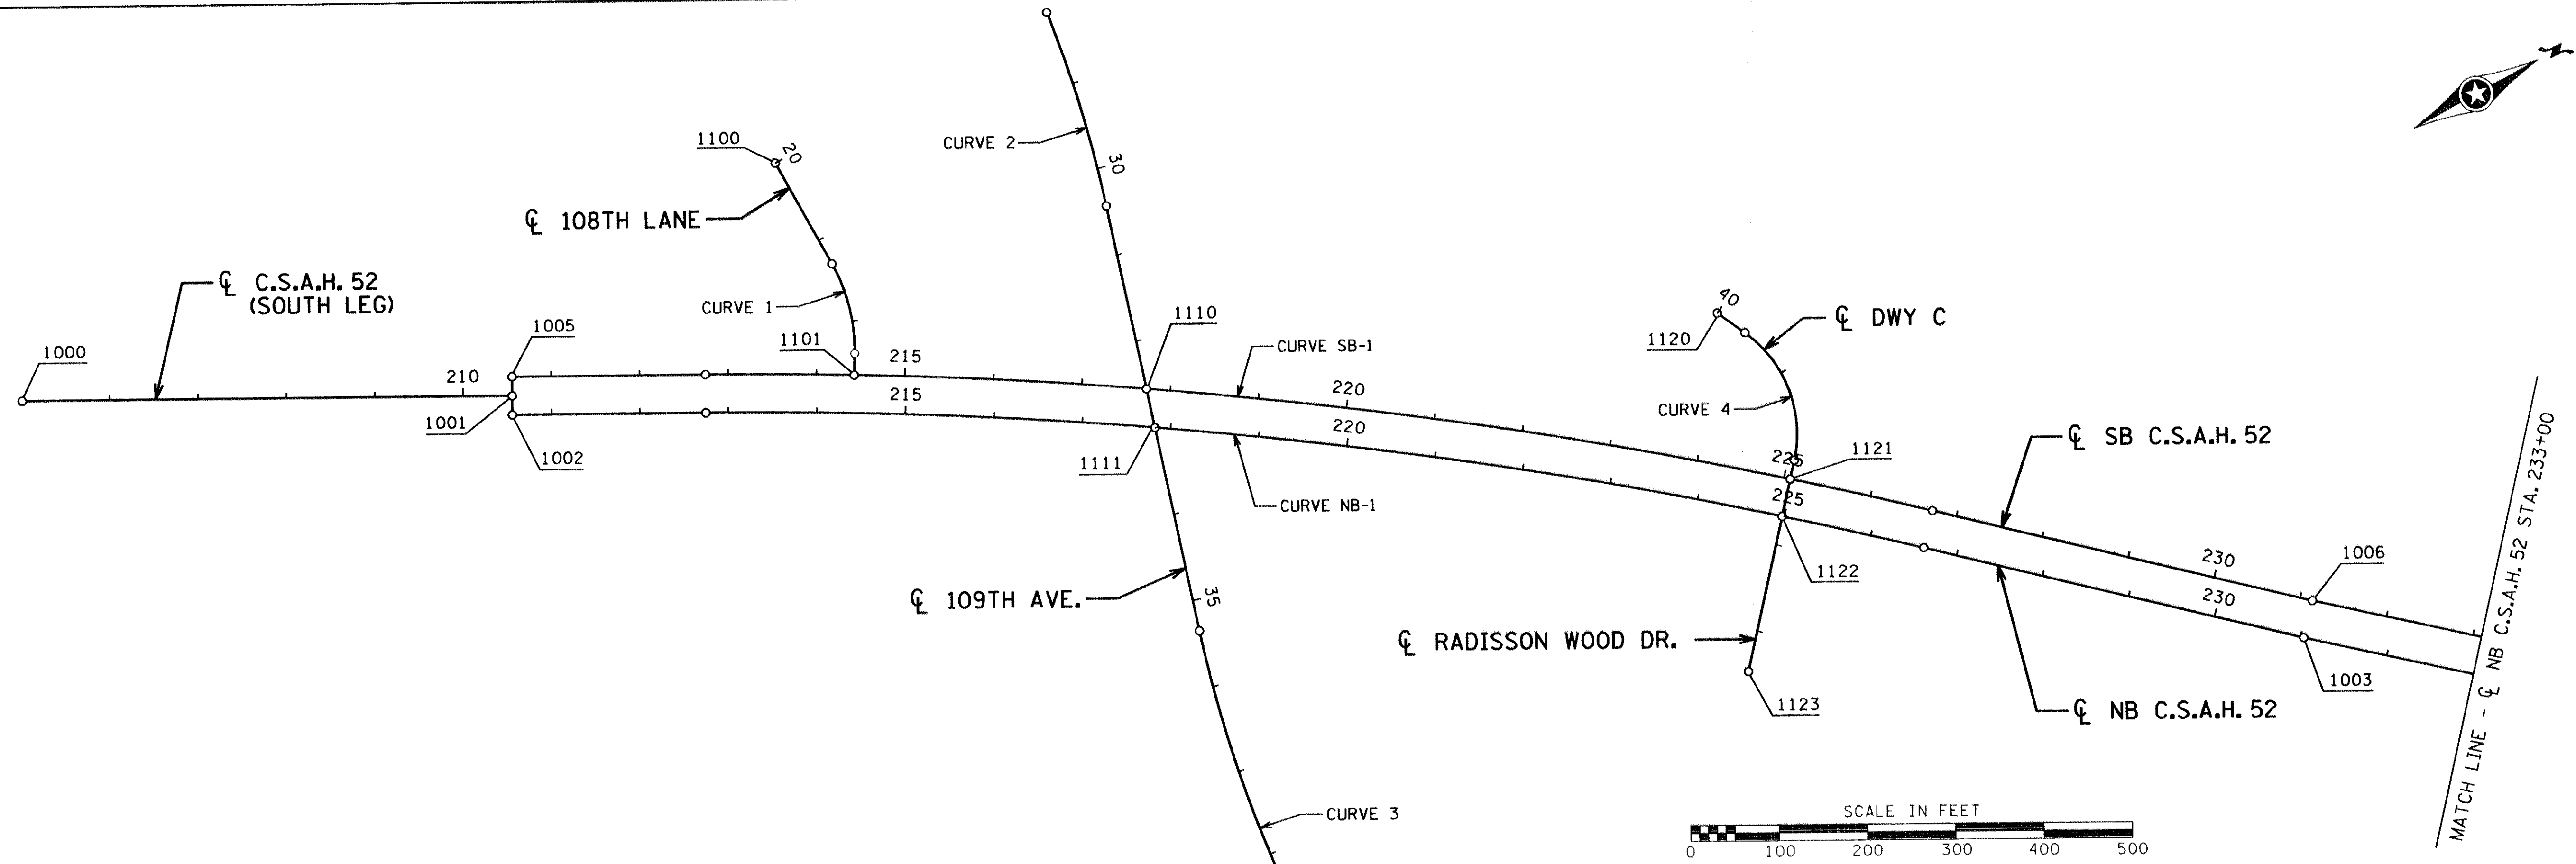 N
CURVE 2
1100
20
30
℄ 108TH LANE
℄ C.S.A.H. 52
(SOUTH LEG)
1000
1005
CURVE 1
1101
1110
210
215
215
CURVE SB-1
220
220
1001
1002
1111
CURVE NB-1
40
℄ DWY C
1120
CURVE 4
225
225
1121
1122
℄ SB C.S.A.H. 52
℄ 109TH AVE.
35
℄ RADISSON WOOD DR.
1123
230
230
1006
1003
℄ NB C.S.A.H. 52
CURVE 3
SCALE IN FEET
0 100 200 300 400 500
MATCH LINE - ℄ NB C.S.A.H. 52 STA. 233+00